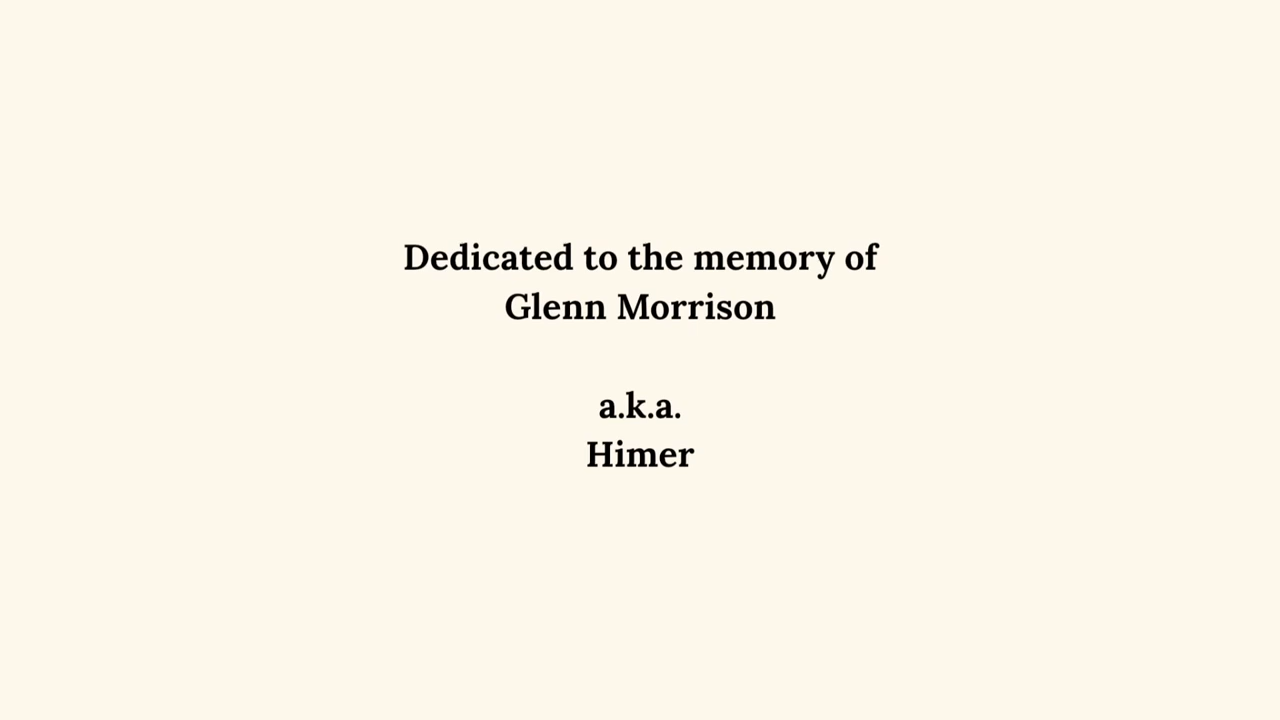 Dedicated to the memory of
Glenn Morrison
a.k.a.
Himer